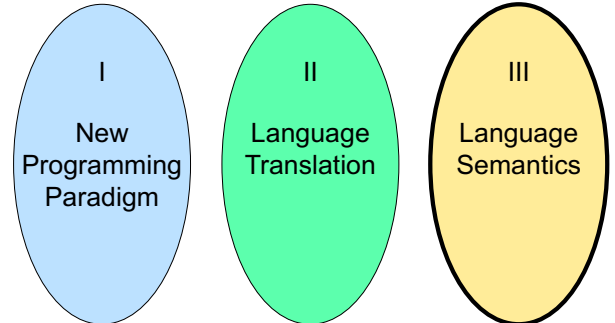 I
New
Programming
Paradigm
II
Language
Translation
III
Language
Semantics